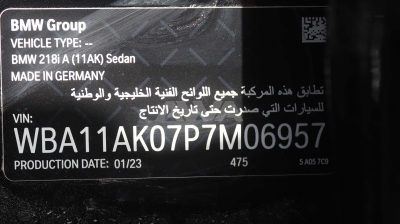 BMW Group
VEHICLE TYPE: --
BMW 218i A (11AK) Sedan
MADE IN GERMANY
تطابق هذه المركبة جميع اللوائح الفنية الخليجية والوطنية
للسيارات التي صدرت حتى تاريخ الانتاج
VIN:
WBA11AK07P7M06957
PRODUCTION DATE: 01/23 475 5 A05 7C9